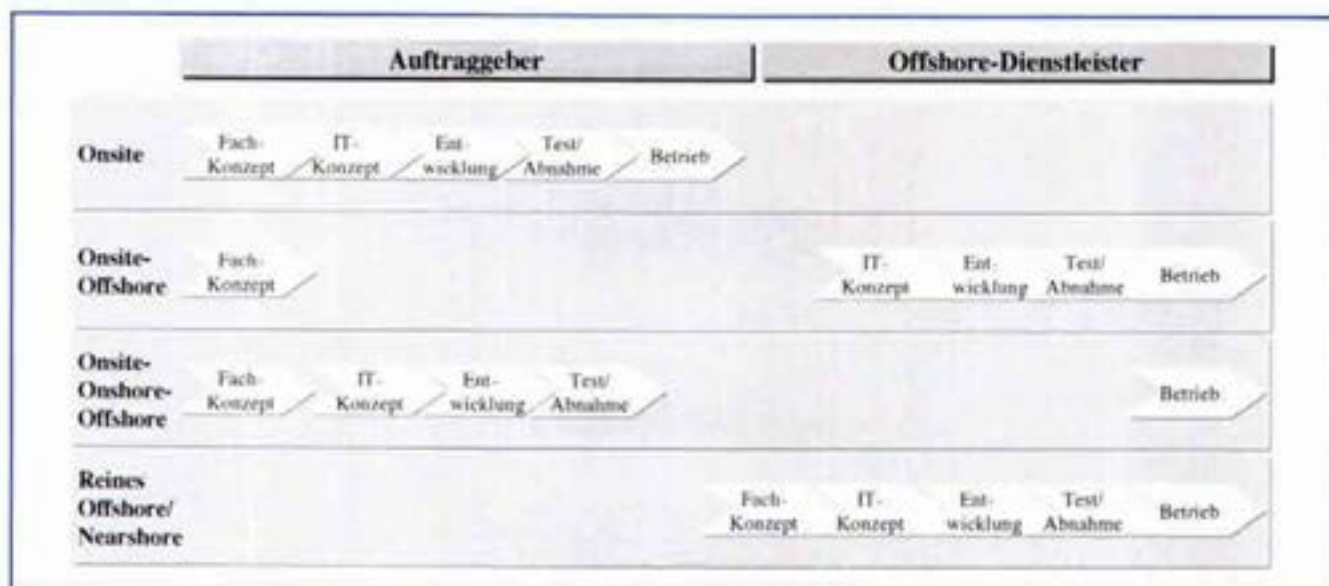 Auftraggeber
Offshore-Dienstleister
Onsite
Fach-
Konzept
IT-
Konzept
Ent-
wicklung
Test/
Abnahme
Betrieb
Onsite-
Offshore
Fach-
Konzept
IT-
Konzept
Ent-
wicklung
Test/
Abnahme
Betrieb
Onsite-
Onshore-
Offshore
Fach-
Konzept
IT-
Konzept
Ent-
wicklung
Test/
Abnahme
Betrieb
Reines
Offshore/
Nearshore
Fach-
Konzept
IT-
Konzept
Ent-
wicklung
Test/
Abnahme
Betrieb